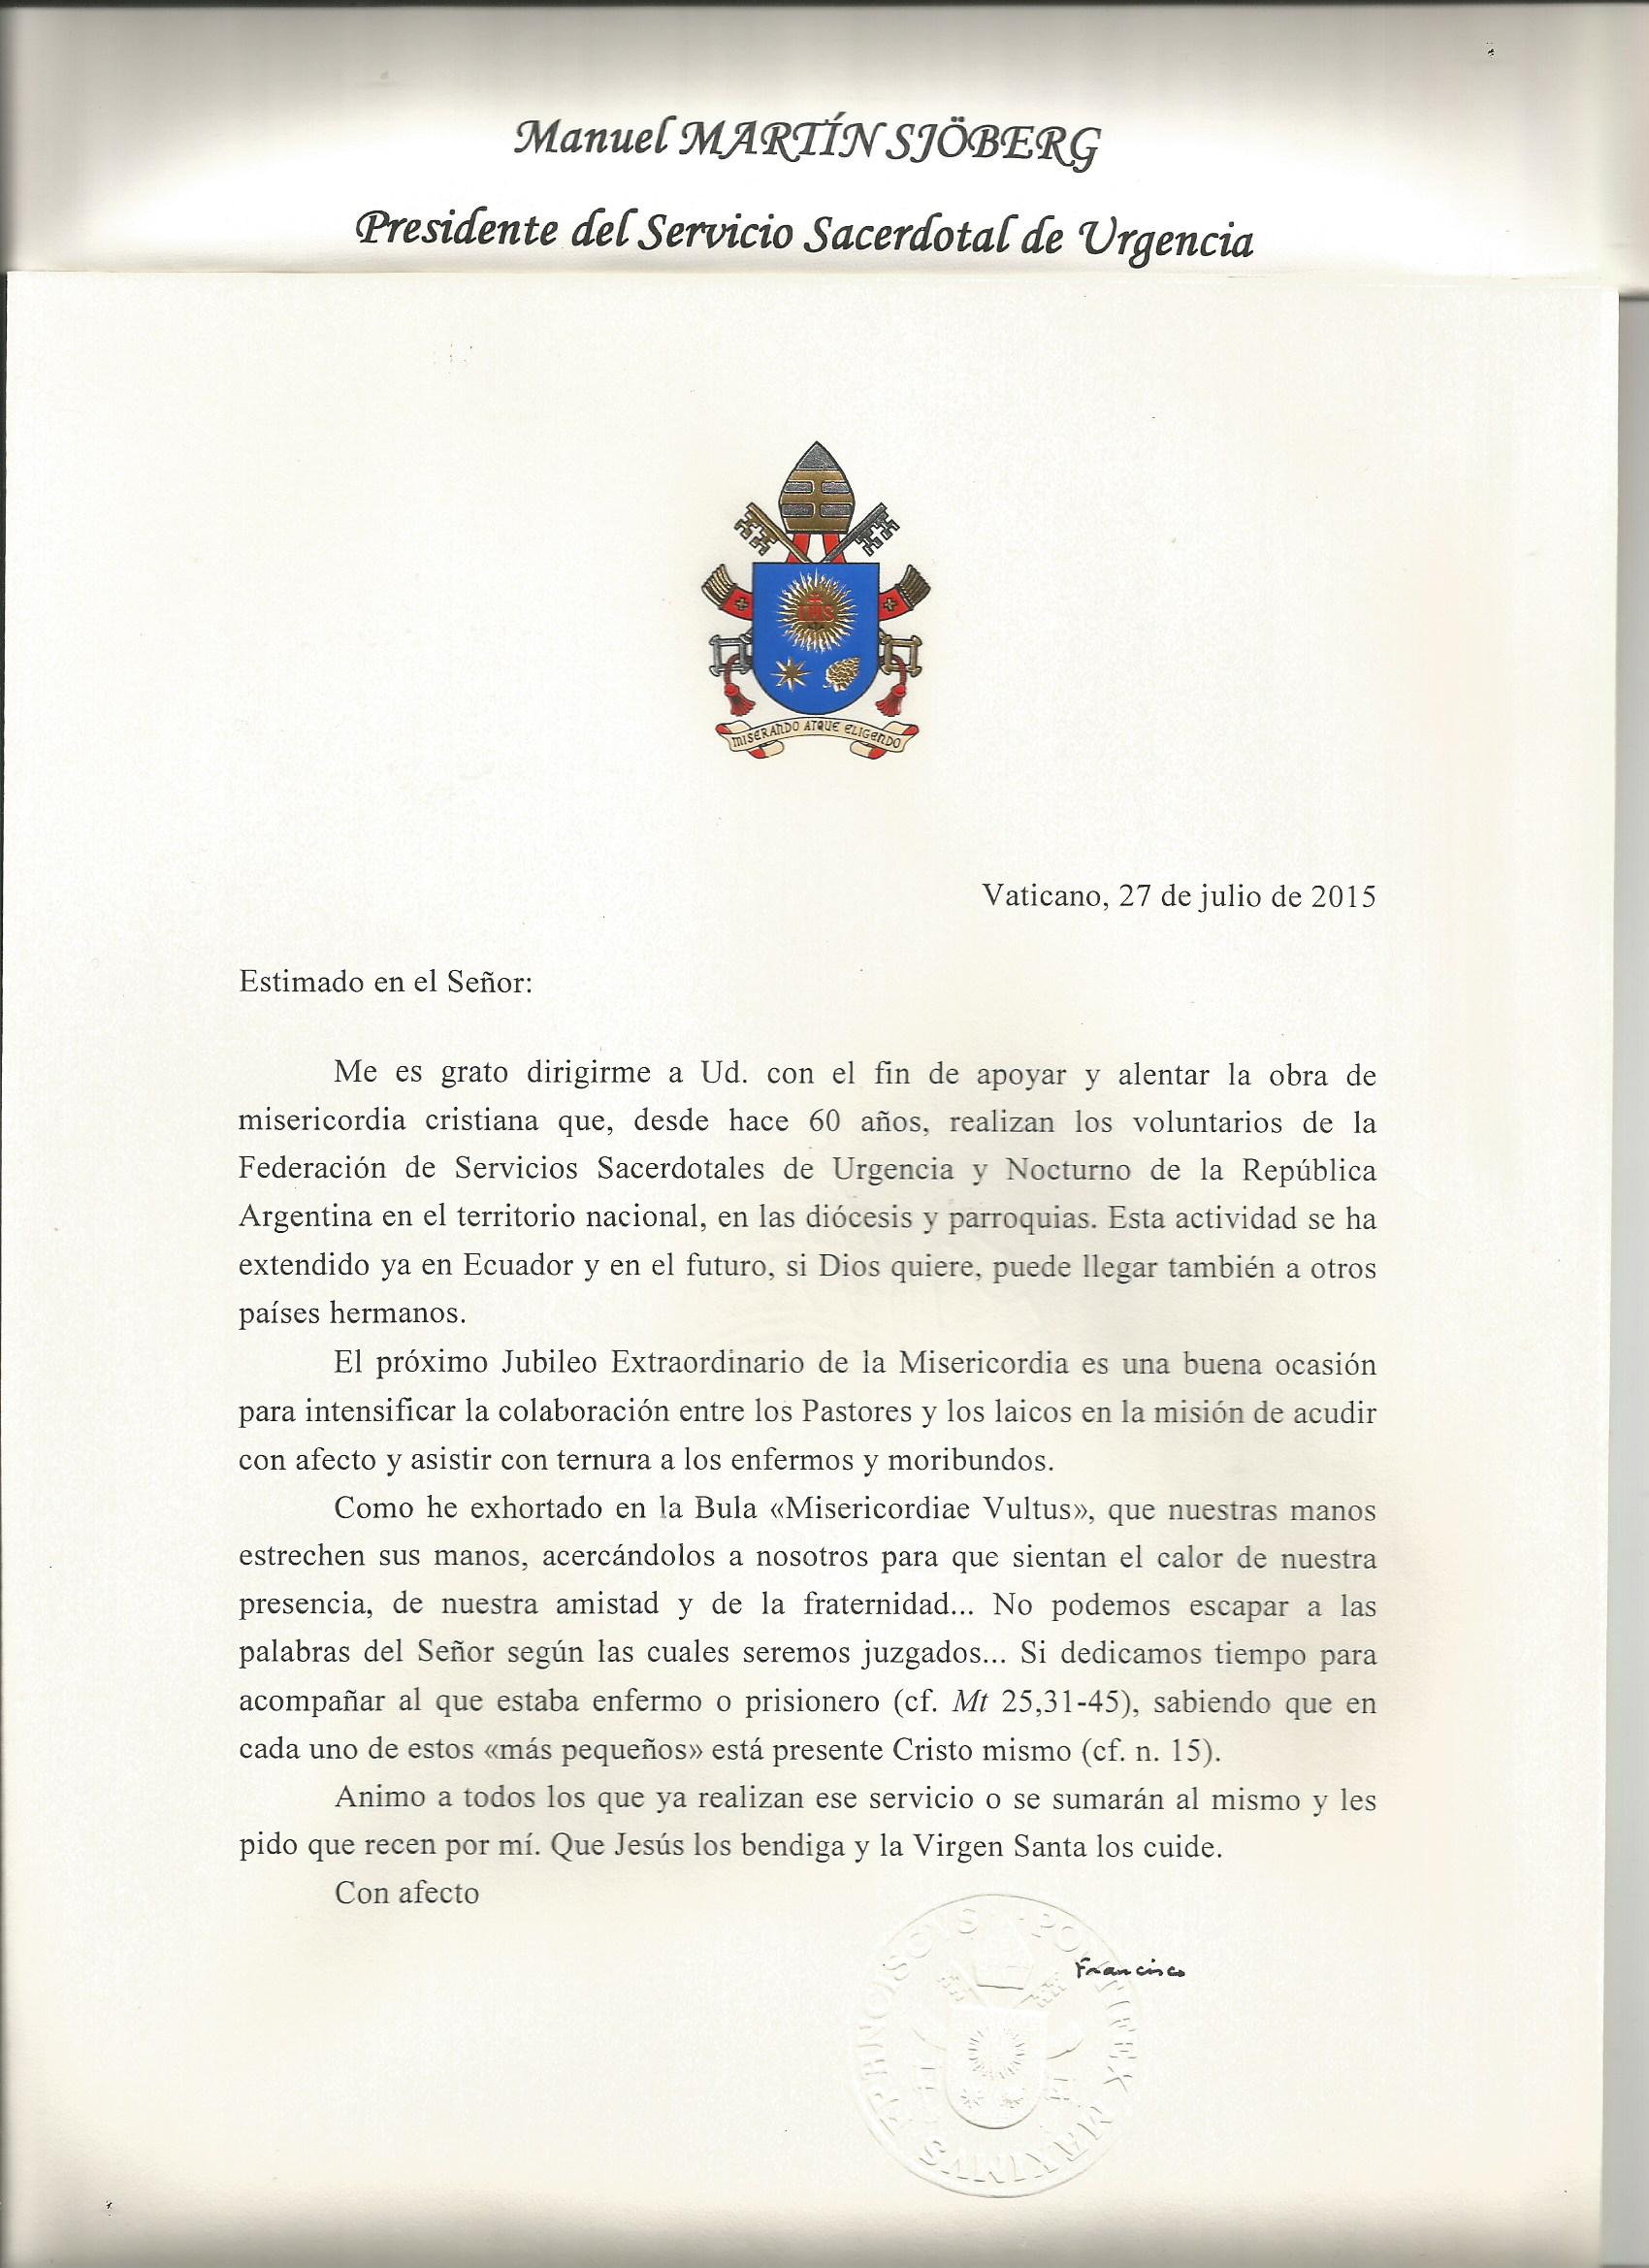 Manuel MARTÍN SJÖBERG
Presidente del Servicio Sacerdotal de Urgencia
IHS
MISERANDO ATQUE ELIGENDO
Vaticano, 27 de julio de 2015
Estimado en el Señor:
Me es grato dirigirme a Ud. con el fin de apoyar y alentar la obra de
misericordia cristiana que, desde hace 60 años, realizan los voluntarios de la
Federación de Servicios Sacerdotales de Urgencia y Nocturno de la República
Argentina en el territorio nacional, en las diócesis y parroquias. Esta actividad se ha
extendido ya en Ecuador y en el futuro, si Dios quiere, puede llegar también a otros
países hermanos.
El próximo Jubileo Extraordinario de la Misericordia es una buena ocasión
para intensificar la colaboración entre los Pastores y los laicos en la misión de acudir
con afecto y asistir con ternura a los enfermos y moribundos.
Como he exhortado en la Bula «Misericordiae Vultus», que nuestras manos
estrechen sus manos, acercándolos a nosotros para que sientan el calor de nuestra
presencia, de nuestra amistad y de la fraternidad... No podemos escapar a las
palabras del Señor según las cuales seremos juzgados... Si dedicamos tiempo para
acompañar al que estaba enfermo o prisionero (cf. Mt 25,31-45), sabiendo que en
cada uno de estos «más pequeños» está presente Cristo mismo (cf. n. 15).
Animo a todos los que ya realizan ese servicio o se sumarán al mismo y les
pido que recen por mí. Que Jesús los bendiga y la Virgen Santa los cuide.
Con afecto
Francisco
FRANCISCVS PONTIFEX MAXIMVS